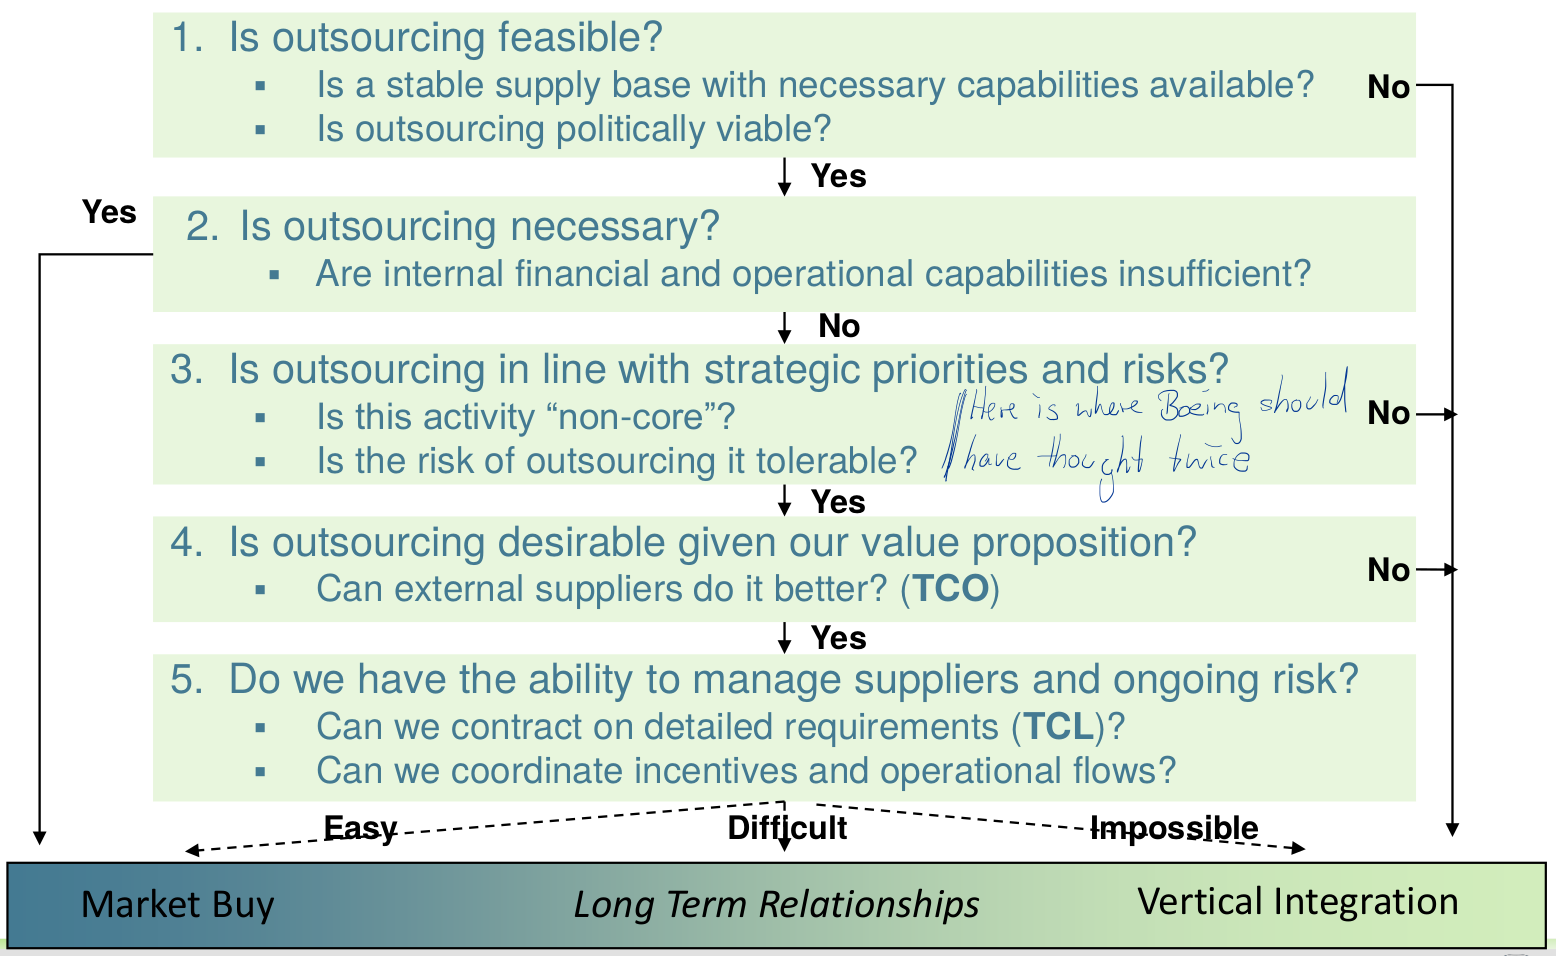 1. Is outsourcing feasible?
▪ Is a stable supply base with necessary capabilities available?
No
▪ Is outsourcing politically viable?
Yes
Yes
2. Is outsourcing necessary?
▪ Are internal financial and operational capabilities insufficient?
No
3. Is outsourcing in line with strategic priorities and risks?
▪ Is this activity “non-core”?
Here is where Boeing should
No
▪ Is the risk of outsourcing it tolerable?
have thought twice
Yes
4. Is outsourcing desirable given our value proposition?
No
▪ Can external suppliers do it better? (TCO)
Yes
5. Do we have the ability to manage suppliers and ongoing risk?
▪ Can we contract on detailed requirements (TCL)?
▪ Can we coordinate incentives and operational flows?
Easy
Difficult
Impossible
Market Buy
Long Term Relationships
Vertical Integration